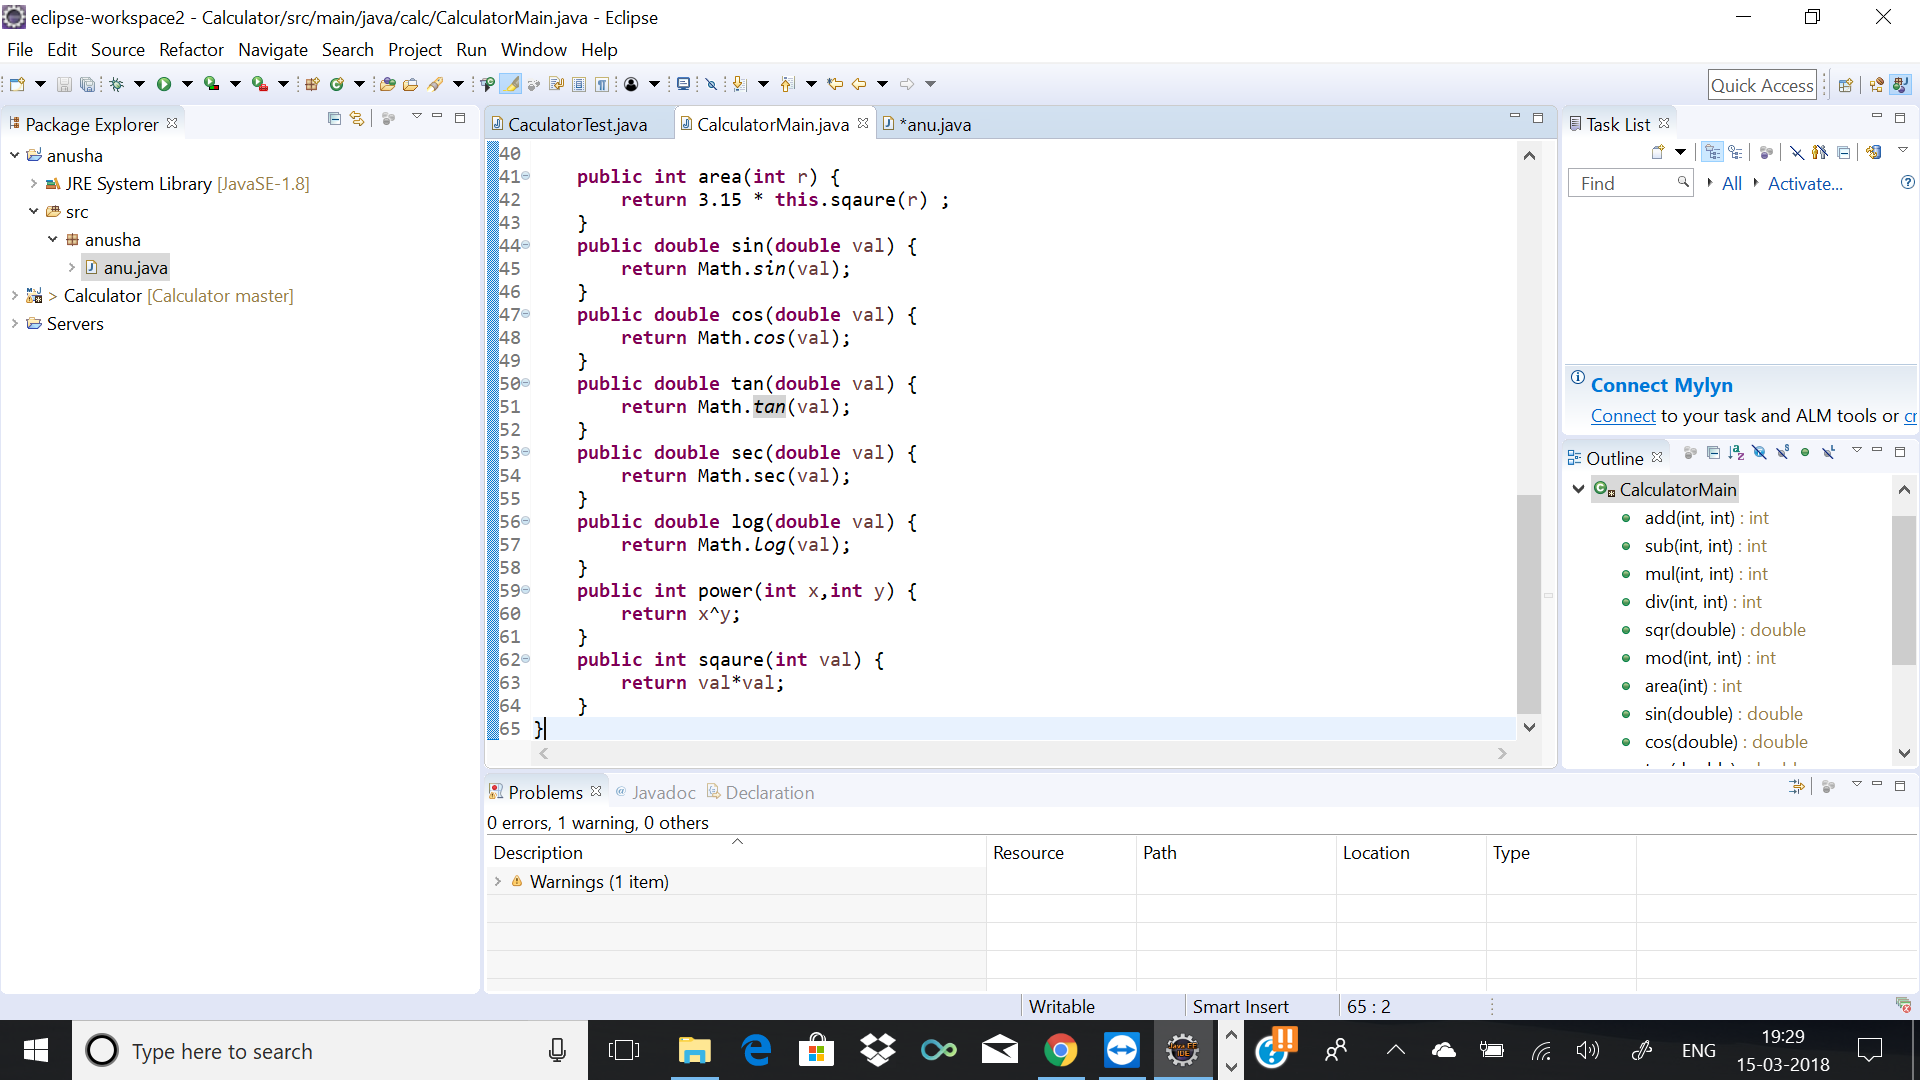 eclipse-workspace2 - Calculator/src/main/java/calc/CalculatorMain.java - Eclipse
File Edit Source Refactor Navigate Search Project Run Window Help
Quick Access
Package Explorer
anusha
JRE System Library [JavaSE-1.8]
src
anusha
anu.java
> Calculator [Calculator master]
Servers
CaculatorTest.java CalculatorMain.java *anu.java
40
41 public int area(int r) {
42 return 3.15 * this.sqaure(r) ;
43 }
44 public double sin(double val) {
45 return Math.sin(val);
46 }
47 public double cos(double val) {
48 return Math.cos(val);
49 }
50 public double tan(double val) {
51 return Math.tan(val);
52 }
53 public double sec(double val) {
54 return Math.sec(val);
55 }
56 public double log(double val) {
57 return Math.log(val);
58 }
59 public int power(int x,int y) {
60 return x^y;
61 }
62 public int sqaure(int val) {
63 return val*val;
64 }
65 }
Task List
Find All Activate...
Connect Mylyn
Connect to your task and ALM tools or cr
Outline
CalculatorMain
add(int, int) : int
sub(int, int) : int
mul(int, int) : int
div(int, int) : int
sqr(double) : double
mod(int, int) : int
area(int) : int
sin(double) : double
cos(double) : double
Problems @ Javadoc Declaration
0 errors, 1 warning, 0 others
Description Resource Path Location Type
Warnings (1 item)
Writable Smart Insert 65 : 2
Type here to search
ENG
19:29
15-03-2018